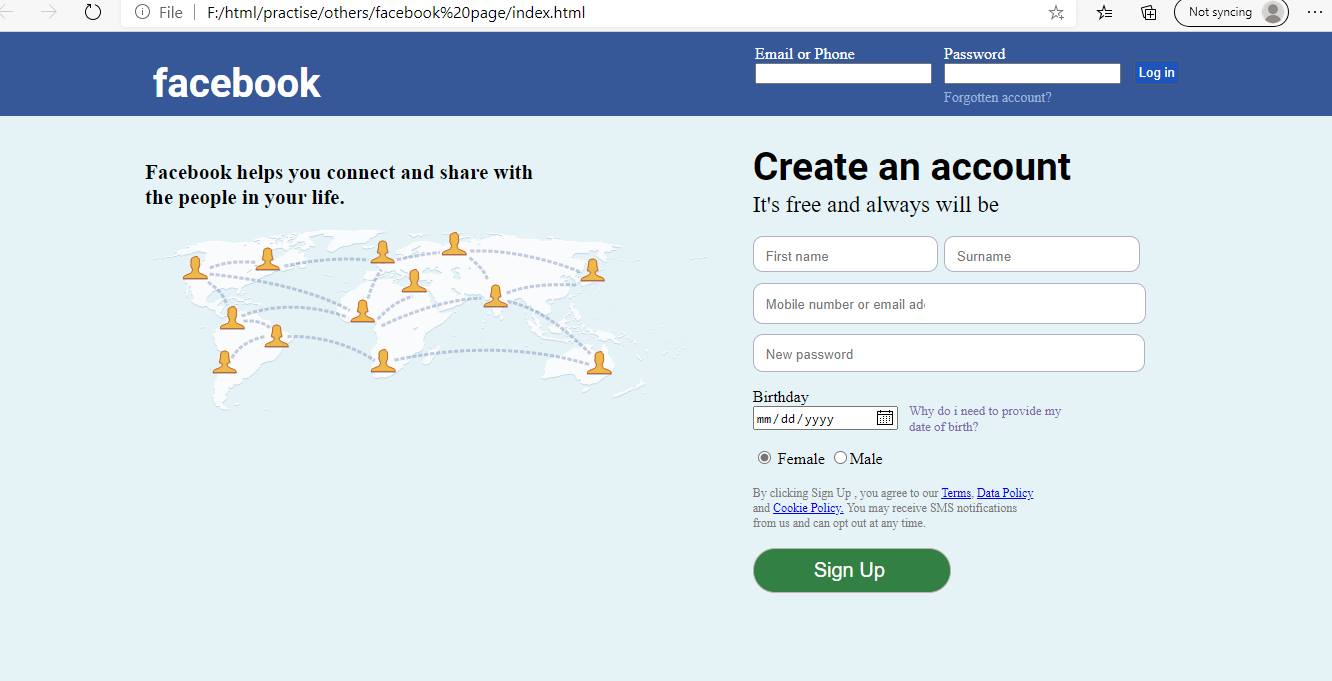 File F:/html/practise/others/facebook%20page/index.html Not syncing
facebook
Email or Phone Password
Log in
Forgotten account?
Facebook helps you connect and share with
the people in your life.
Create an account
It's free and always will be
First name Surname
Mobile number or email add
New password
Birthday
mm/dd/yyyy
Why do i need to provide my
date of birth?
Female Male
By clicking Sign Up , you agree to our Terms, Data Policy
and Cookie Policy. You may receive SMS notifications
from us and can opt out at any time.
Sign Up